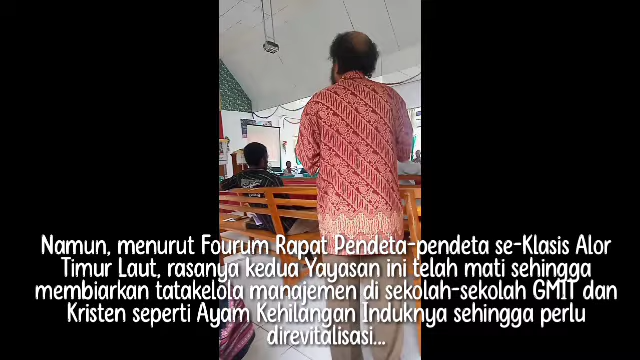 Namun, menurut Fourum Rapat Pendeta-pendeta se-Klasis Alor
Timur Laut, rasanya kedua Yayasan ini telah mati sehingga
membiarkan tatakelola manajemen di sekolah-sekolah GMIT dan
Kristen seperti Ayam Kehilangan Induknya sehingga perlu
direvitalisasi...